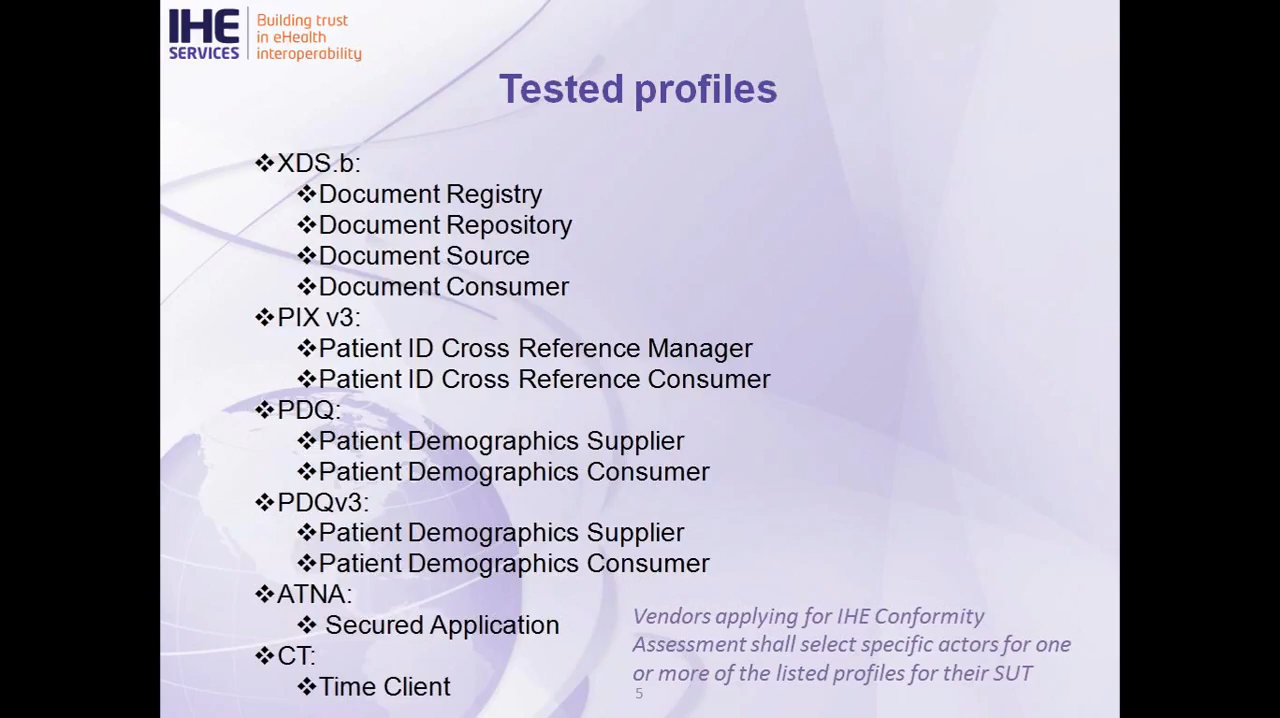 IHE
SERVICES
Building trust
in eHealth
interoperability
Tested profiles
❖XDS.b:
❖Document Registry
❖Document Repository
❖Document Source
❖Document Consumer
❖PIX v3:
❖Patient ID Cross Reference Manager
❖Patient ID Cross Reference Consumer
❖PDQ:
❖Patient Demographics Supplier
❖Patient Demographics Consumer
❖PDQv3:
❖Patient Demographics Supplier
❖Patient Demographics Consumer
❖ATNA:
❖ Secured Application
❖CT:
❖Time Client
Vendors applying for IHE Conformity
Assessment shall select specific actors for one
or more of the listed profiles for their SUT
5